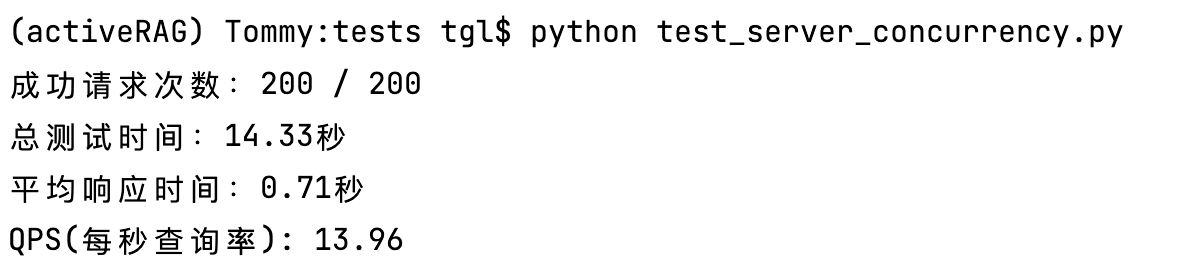 (activeRAG) Tommy:tests tgl$ python test_server_concurrency.py
成功请求次数: 200 / 200
总测试时间: 14.33秒
平均响应时间: 0.71秒
QPS(每秒查询率): 13.96